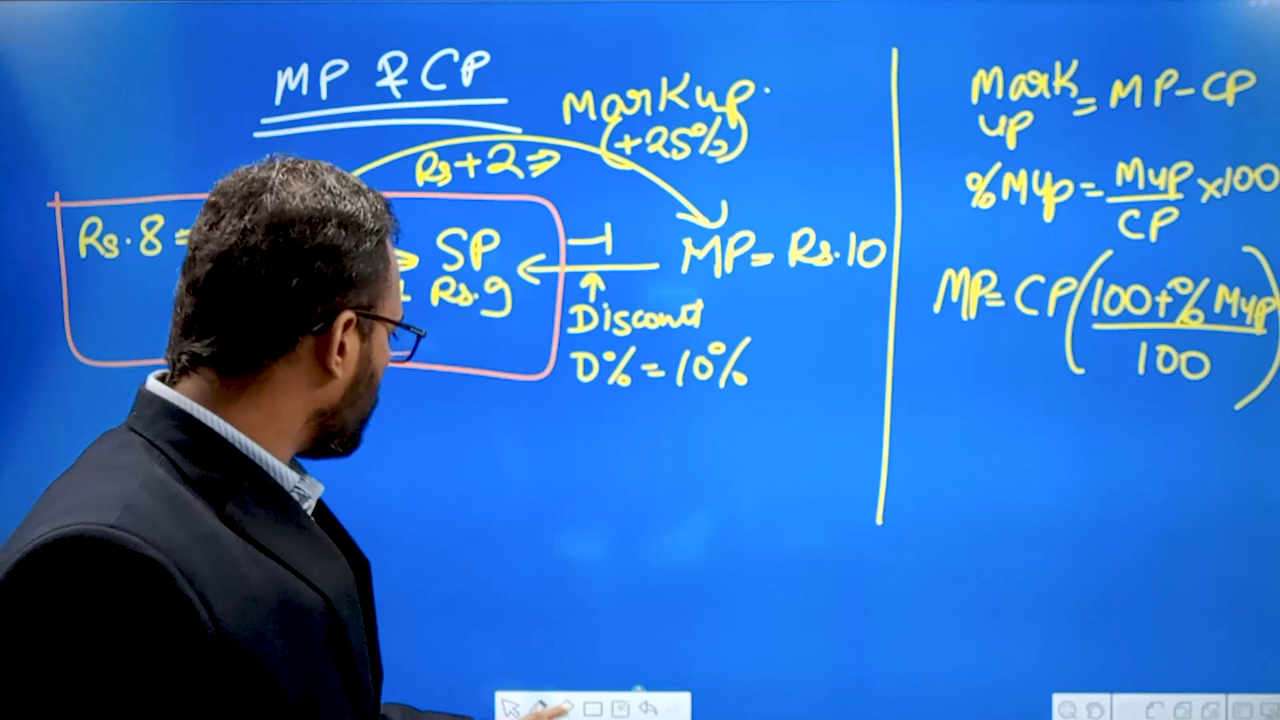 MP & CP
Markup
(+25%)
Rs+2⇒
Rs.8=
SP
Rs.9
MP= Rs.10
-1
Discount
D%=10%
Mark up = MP-CP
%Mup = Mup/CP ×100
MP= CP(100+% Mup/100)